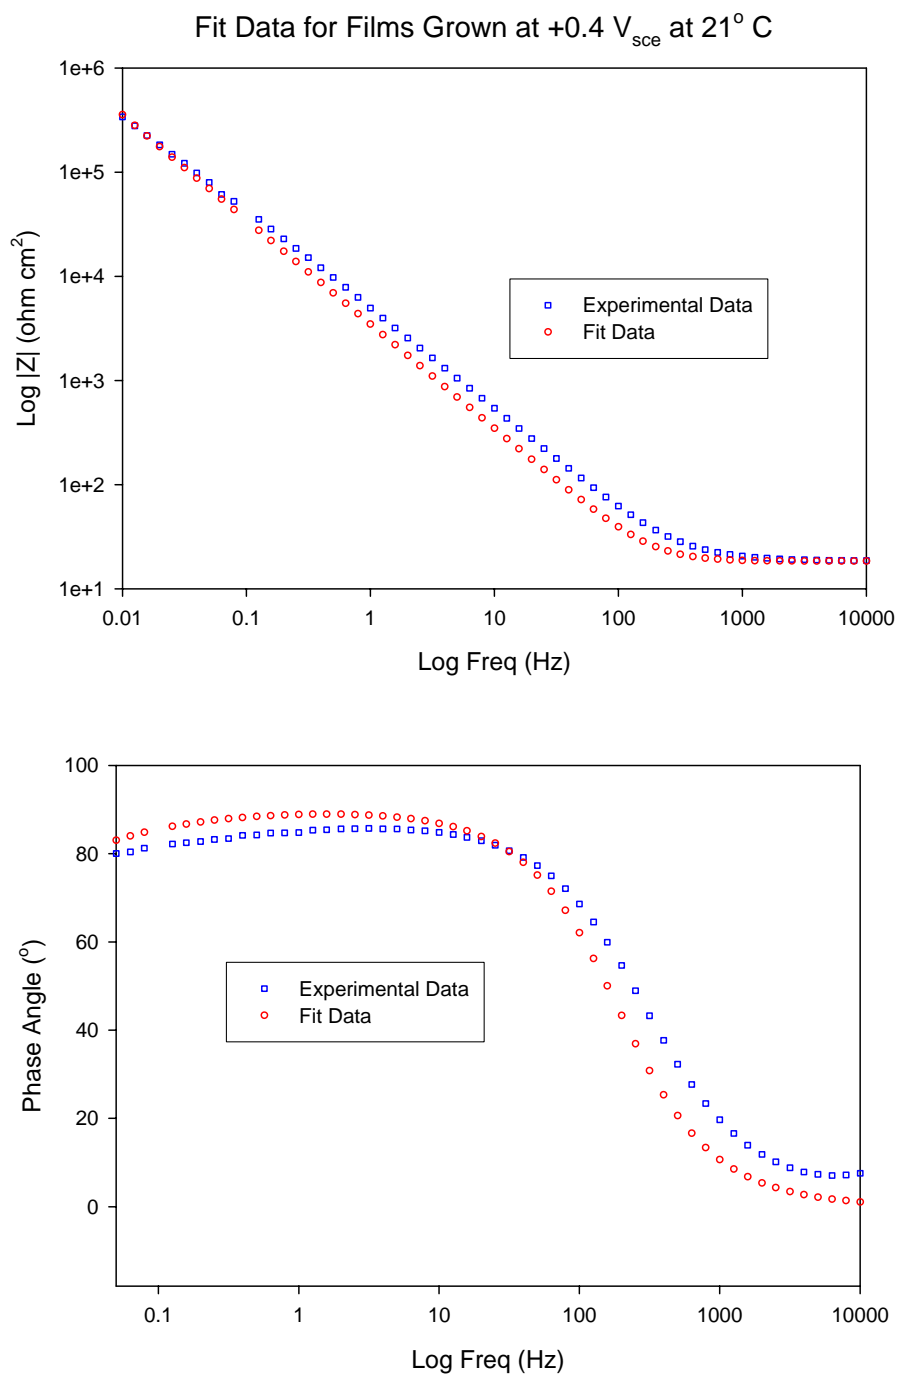 Fit Data for Films Grown at +0.4 V_sce at 21° C
1e+6
1e+5
1e+4
1e+3
1e+2
1e+1
Log |Z| (ohm cm²)
Experimental Data
Fit Data
0.01 0.1 1 10 100 1000 10000
Log Freq (Hz)
100
80
60
40
20
0
Phase Angle (°)
Experimental Data
Fit Data
0.1 1 10 100 1000 10000
Log Freq (Hz)